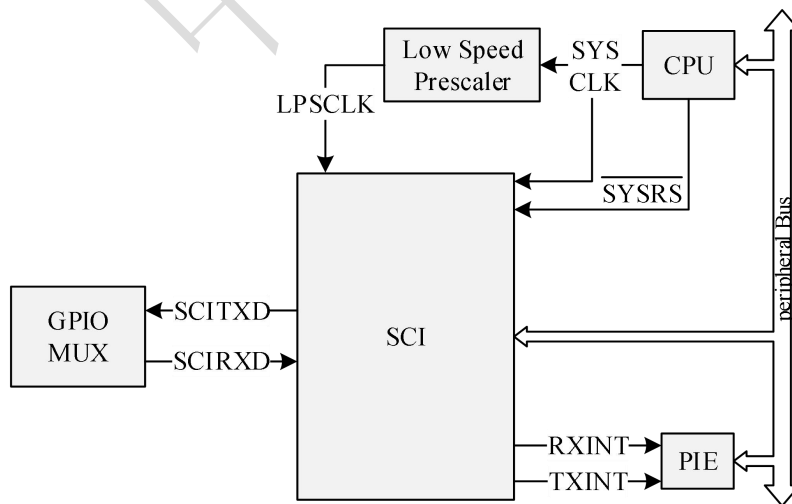 Low Speed
Prescaler
SYS
CLK
CPU
LPSCLK
SYSRS
peripheral Bus
GPIO
MUX
SCITXD
SCIRXD
SCI
RXINT
TXINT
PIE